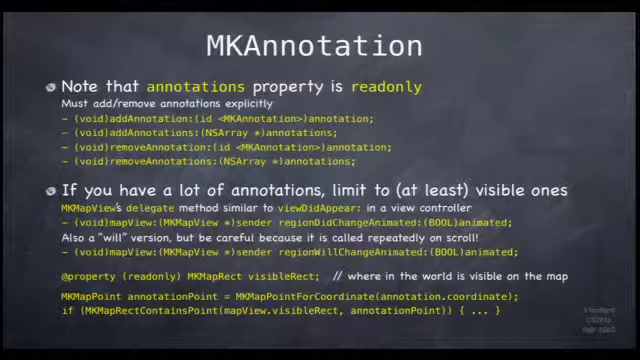 MKAnnotation
Note that annotations property is readonly
Must add/remove annotations explicitly
- (void)addAnnotation:(id <MKAnnotation>)annotation;
- (void)addAnnotations:(NSArray *)annotations;
- (void)removeAnnotation:(id <MKAnnotation>)annotation;
- (void)removeAnnotations:(NSArray *)annotations;
If you have a lot of annotations, limit to (at least) visible ones
MKMapView's delegate method similar to viewDidAppear: in a view controller
- (void)mapView:(MKMapView *)sender regionDidChangeAnimated:(BOOL)animated;
Also a "will" version, but be careful because it is called repeatedly on scroll!
- (void)mapView:(MKMapView *)sender regionWillChangeAnimated:(BOOL)animated;
@property (readonly) MKMapRect visibleRect; // where in the world is visible on the map
MKMapPoint annotationPoint = MKMapPointForCoordinate(annotation.coordinate);
if (MKMapRectContainsPoint(mapView.visibleRect, annotationPoint)) { ... }
Stanford
CS193p
Fall 2010